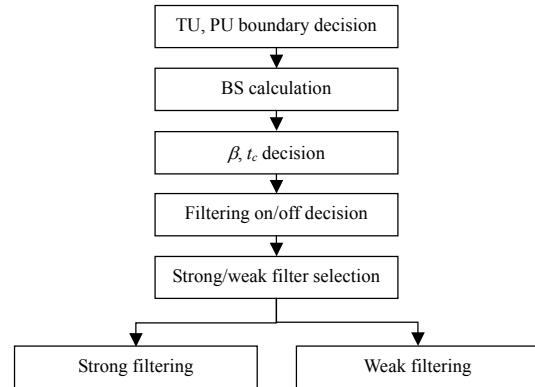 TU, PU boundary decision
BS calculation
β, tc decision
Filtering on/off decision
Strong/weak filter selection
Strong filtering
Weak filtering